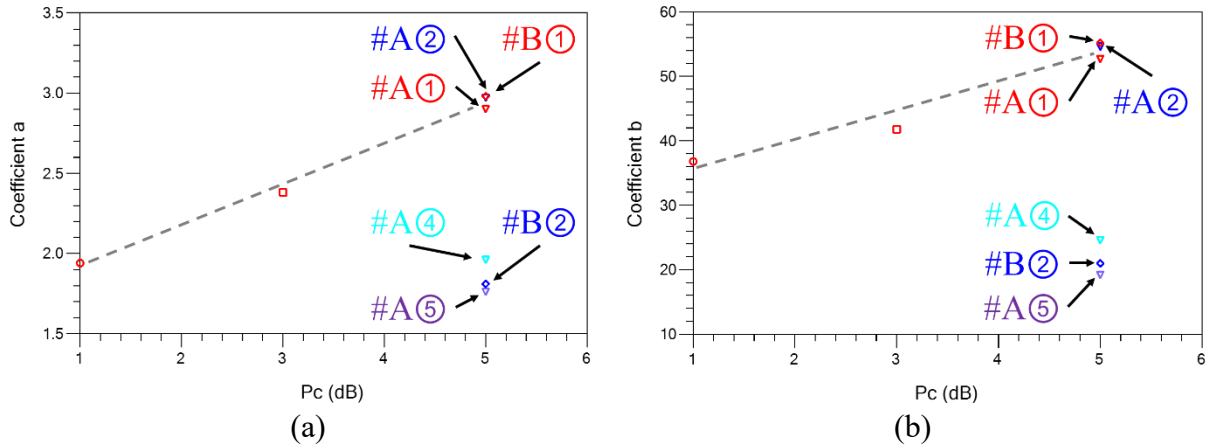 3.5
3.0
2.5
2.0
1.5
Coefficient a
#A② #B①
#A①
#A④ #B②
#A⑤
1 2 3 4 5 6
Pc (dB)
(a)
60
50
40
30
20
10
Coefficient b
#B①
#A① #A②
#A④
#B②
#A⑤
1 2 3 4 5 6
Pc (dB)
(b)